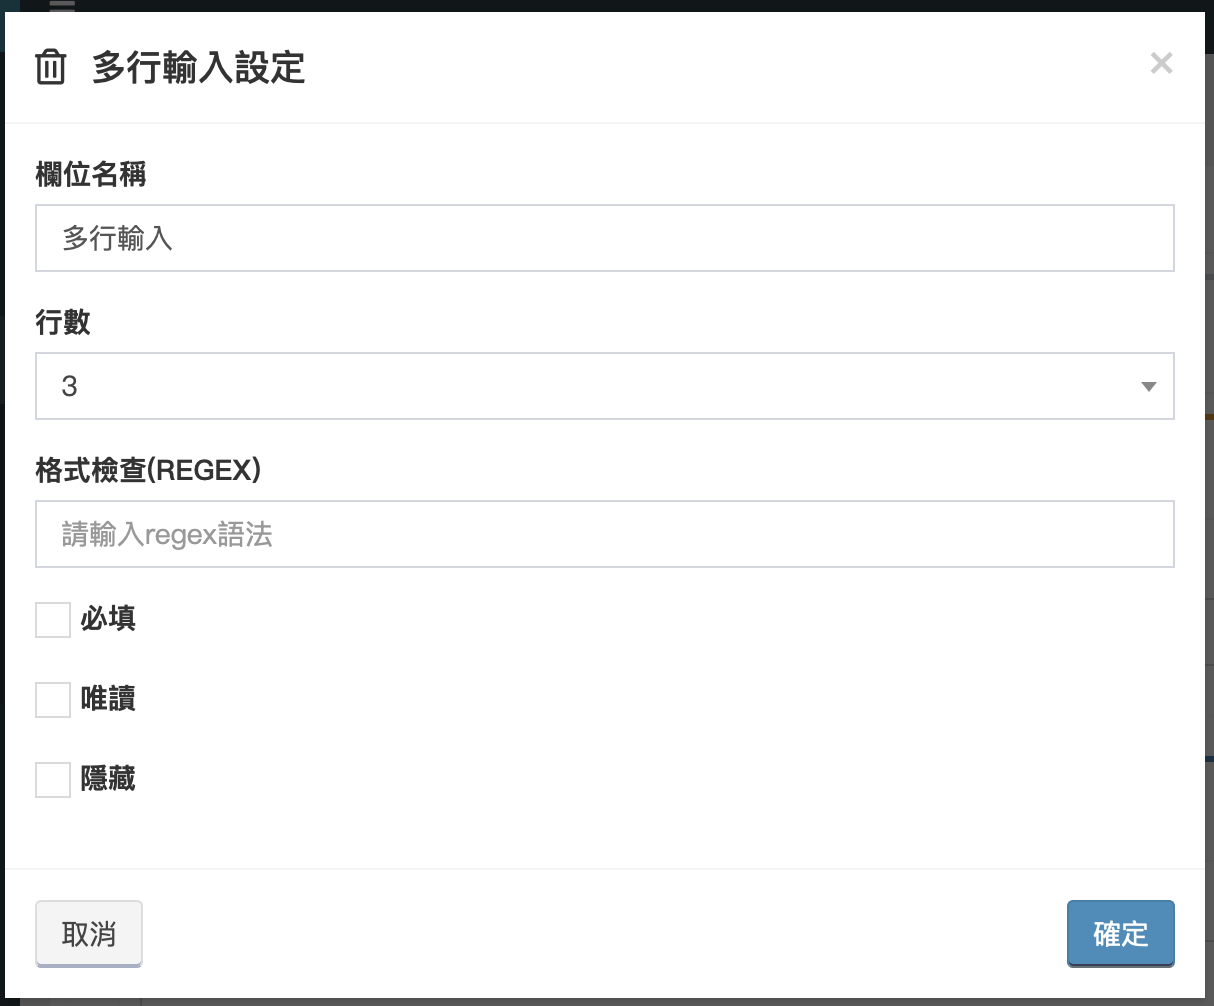 多行輸入設定
×
欄位名稱
多行輸入
行數
3
格式檢查(REGEX)
請輸入regex語法
必填
唯讀
隱藏
取消
確定